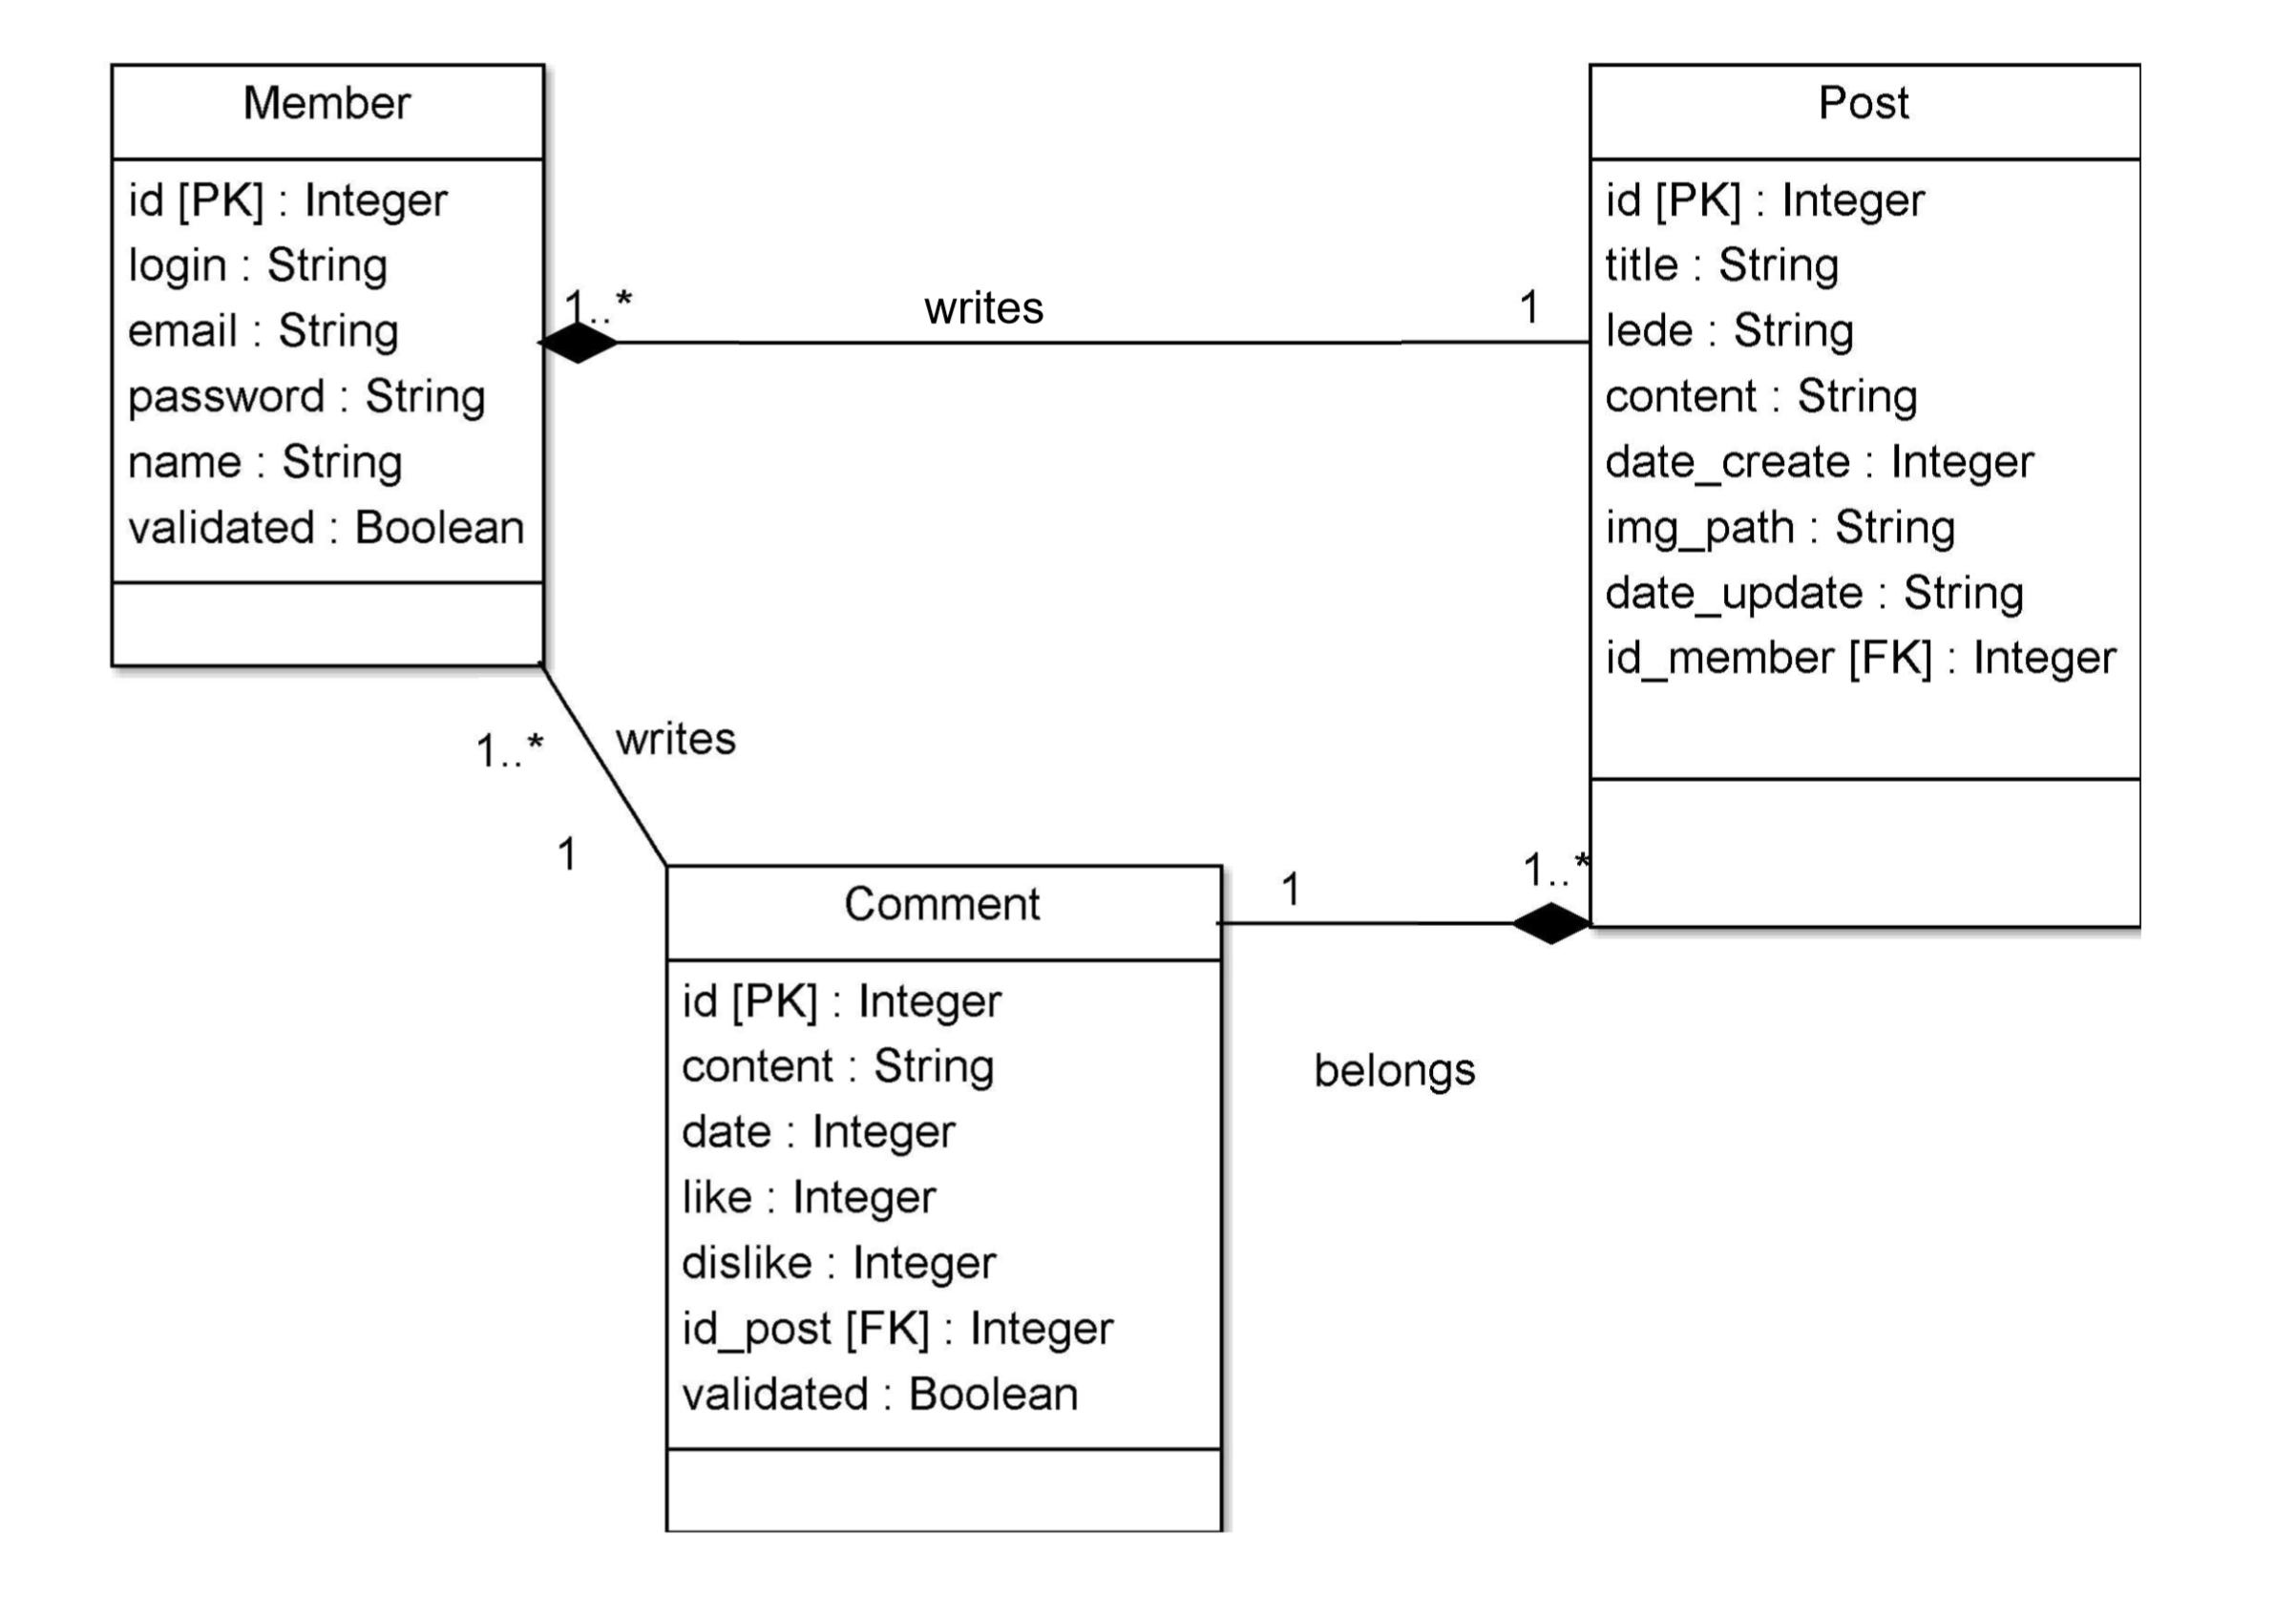 Member
id [PK] : Integer
login : String
email : String
password : String
name : String
validated : Boolean
1..*
writes
1
Post
id [PK] : Integer
title : String
lede : String
content : String
date_create : Integer
img_path : String
date_update : String
id_member [FK] : Integer
1..*
writes
1
Comment
id [PK] : Integer
content : String
date : Integer
like : Integer
dislike : Integer
id_post [FK] : Integer
validated : Boolean
1
1..*
belongs